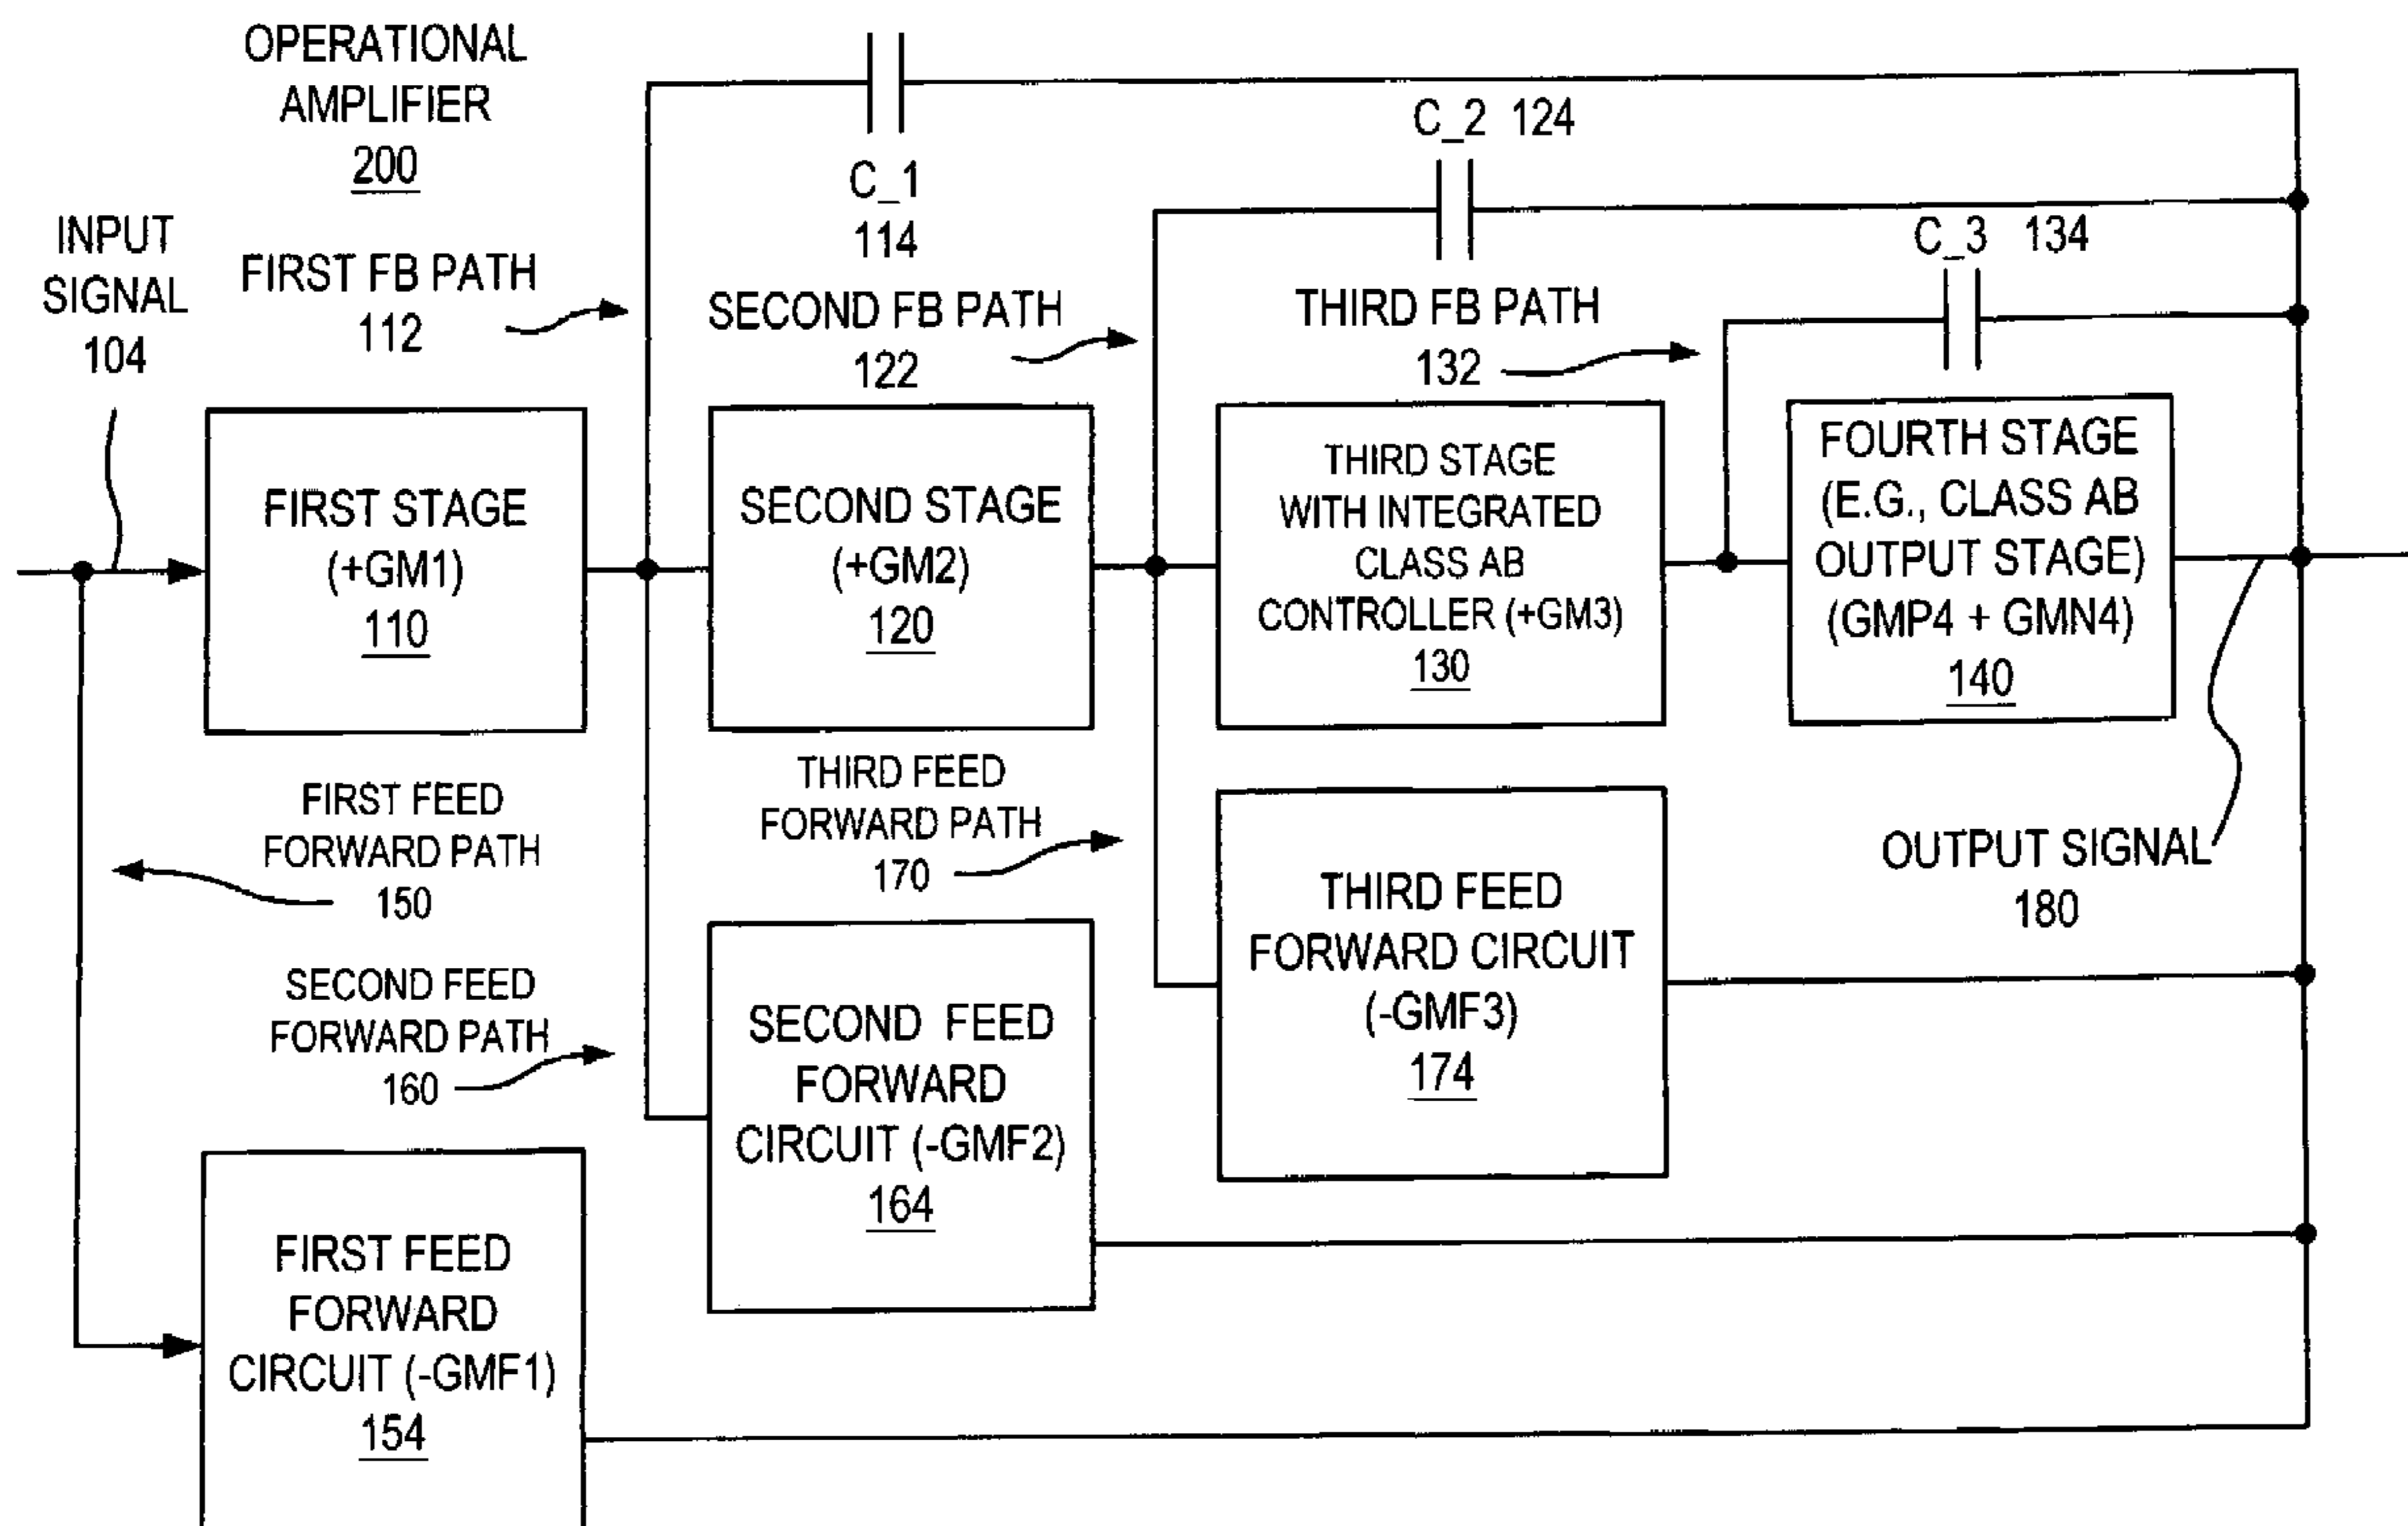 OPERATIONAL
AMPLIFIER
200
INPUT
SIGNAL
104
FIRST FB PATH
112
C_1
114
SECOND FB PATH
122
C_2 124
THIRD FB PATH
132
C_3 134
FIRST STAGE
(+GM1)
110
SECOND STAGE
(+GM2)
120
THIRD STAGE
WITH INTEGRATED
CLASS AB
CONTROLLER (+GM3)
130
FOURTH STAGE
(E.G., CLASS AB
OUTPUT STAGE)
(GMP4 + GMN4)
140
FIRST FEED
FORWARD PATH
150
THIRD FEED
FORWARD PATH
170
OUTPUT SIGNAL
180
SECOND FEED
FORWARD PATH
160
THIRD FEED
FORWARD CIRCUIT
(-GMF3)
174
SECOND FEED
FORWARD
CIRCUIT (-GMF2)
164
FIRST FEED
FORWARD
CIRCUIT (-GMF1)
154